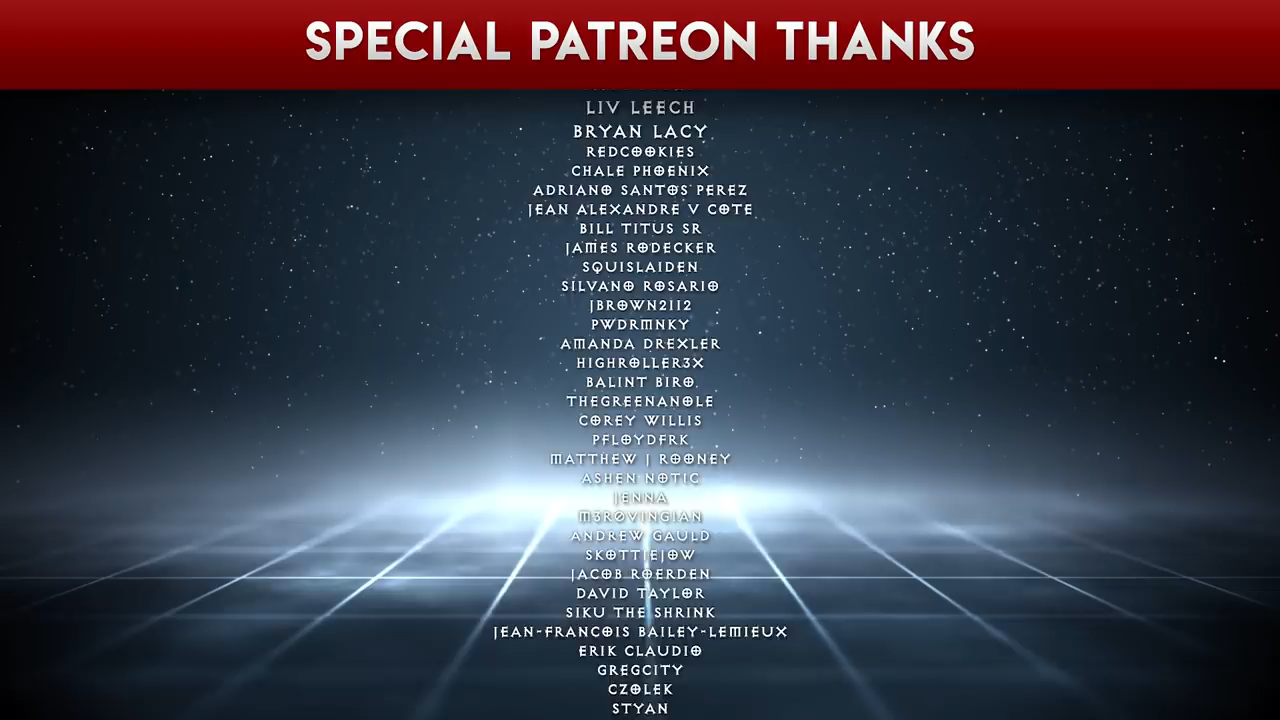 SPECIAL PATREON THANKS
LIV LEECH
BRYAN LACY
REDCOOKIES
CHALE PHOENIX
ADRIANO SANTOS PEREZ
JEAN ALEXANDRE V COTE
BILL TITUS SR
JAMES RODECKER
SQUISLAIDEN
SILVANO ROSARIO
JBROWN2112
PWDRMNKY
AMANDA DREXLER
HIGHROLLER3X
BALINT BIRO
THEGREENANOLE
COREY WILLIS
PFLOYDFRK
MATTHEW J ROONEY
ASHEN NOTIC
JENNA
M3RØVINGIAN
ANDREW GAULD
SKOTTIEJOW
JACOB ROERDEN
DAVID TAYLOR
SIKU THE SHRINK
JEAN-FRANCOIS BAILEY-LEMIEUX
ERIK CLAUDIO
GREGCITY
CZOLEK
STYAN